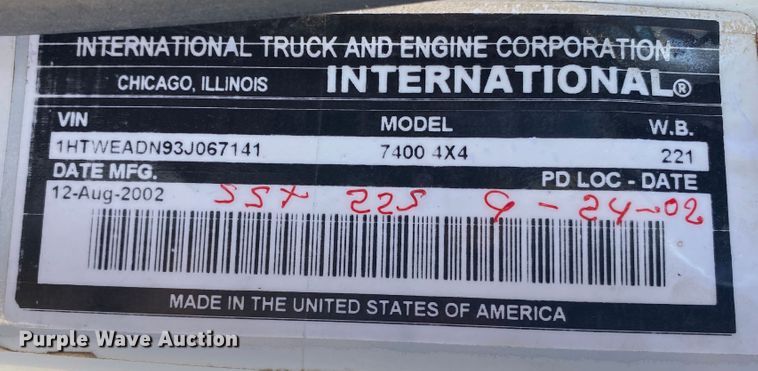 INTERNATIONAL TRUCK AND ENGINE CORPORATION
CHICAGO, ILLINOIS INTERNATIONAL®
VIN MODEL W.B.
1HTWEADN93J067141 7400 4X4 221
DATE MFG. PD LOC - DATE
12-Aug-2002 SSX 225 9-24-02
MADE IN THE UNITED STATES OF AMERICA
Purple Wave Auction